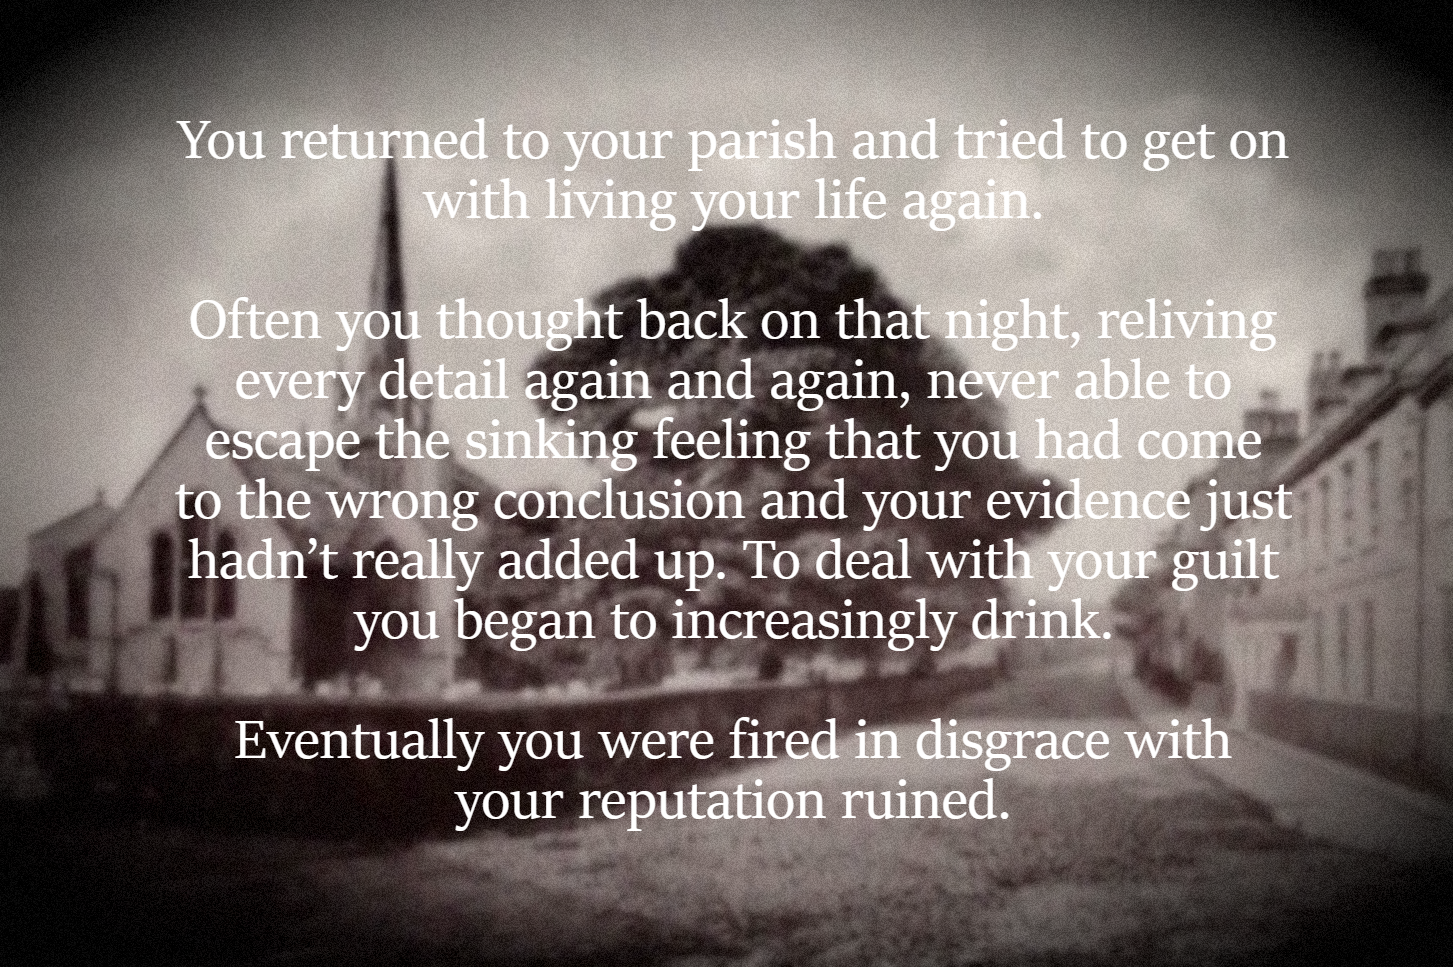 You returned to your parish and tried to get on
with living your life again.
Often you thought back on that night, reliving
every detail again and again, never able to
escape the sinking feeling that you had come
to the wrong conclusion and your evidence just
hadn’t really added up. To deal with your guilt
you began to increasingly drink.
Eventually you were fired in disgrace with
your reputation ruined.